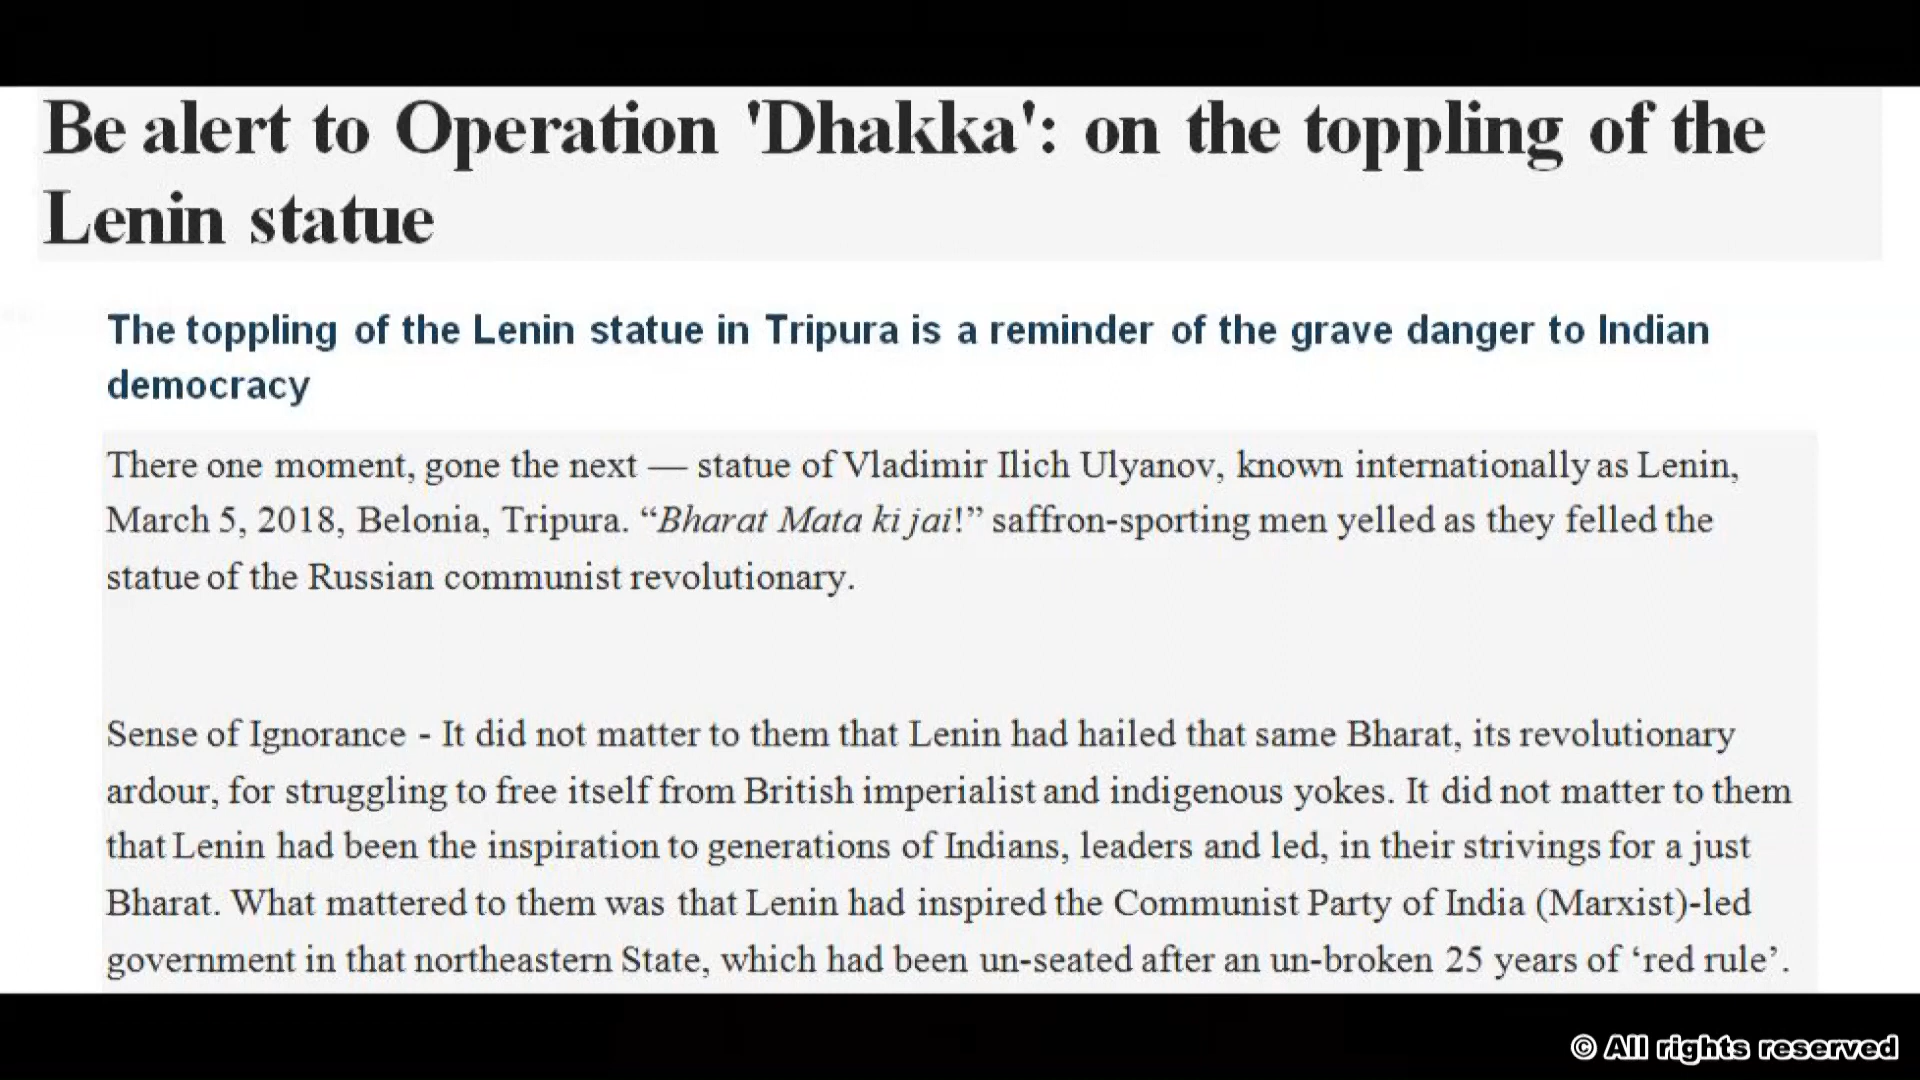 Be alert to Operation 'Dhakka': on the toppling of the
Lenin statue
The toppling of the Lenin statue in Tripura is a reminder of the grave danger to Indian
democracy
There one moment, gone the next — statue of Vladimir Ilich Ulyanov, known internationally as Lenin,
March 5, 2018, Belonia, Tripura. “Bharat Mata ki jai!” saffron-sporting men yelled as they felled the
statue of the Russian communist revolutionary.
Sense of Ignorance - It did not matter to them that Lenin had hailed that same Bharat, its revolutionary
ardour, for struggling to free itself from British imperialist and indigenous yokes. It did not matter to them
that Lenin had been the inspiration to generations of Indians, leaders and led, in their strivings for a just
Bharat. What mattered to them was that Lenin had inspired the Communist Party of India (Marxist)-led
government in that northeastern State, which had been un-seated after an un-broken 25 years of ‘red rule’.
© All rights reserved